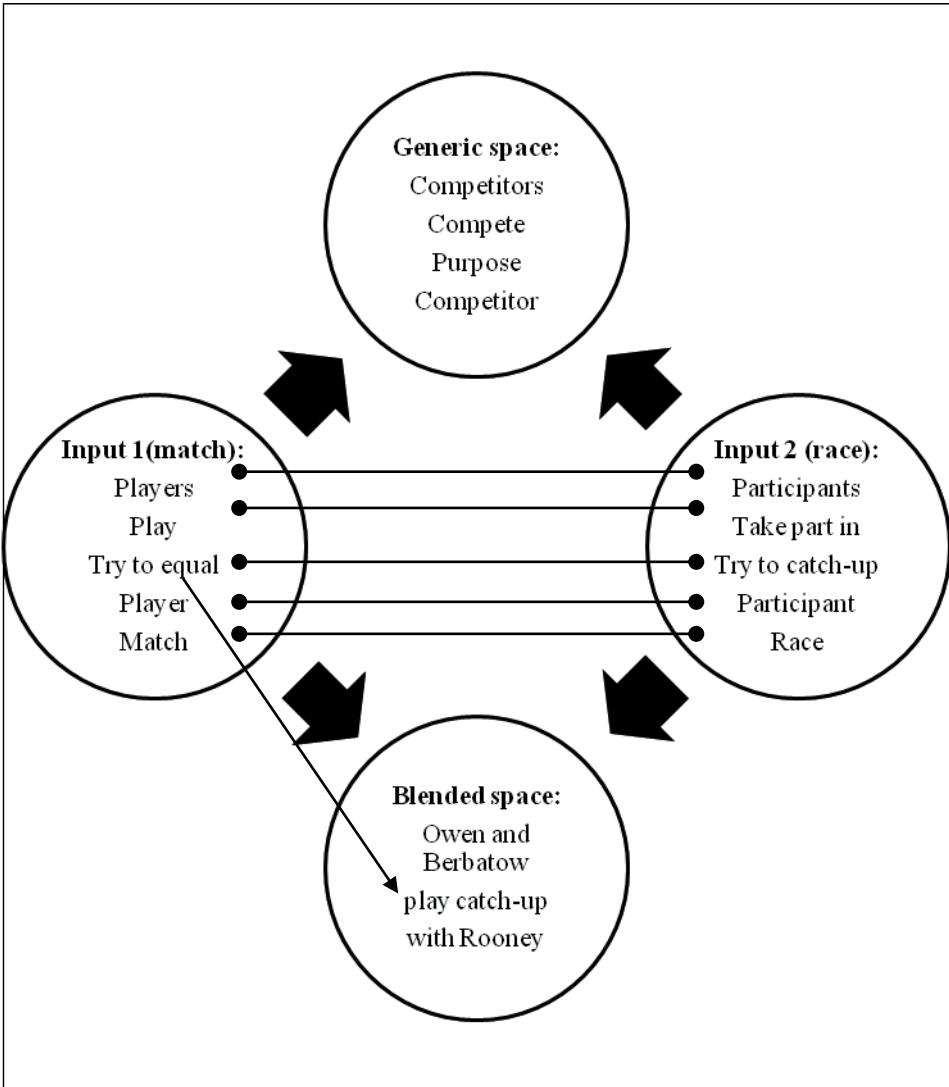 Generic space:
Competitors
Compete
Purpose
Competitor
Input 1(match):
Players
Play
Try to equal
Player
Match
Input 2 (race):
Participants
Take part in
Try to catch-up
Participant
Race
Blended space:
Owen and
Berbatow
play catch-up
with Rooney